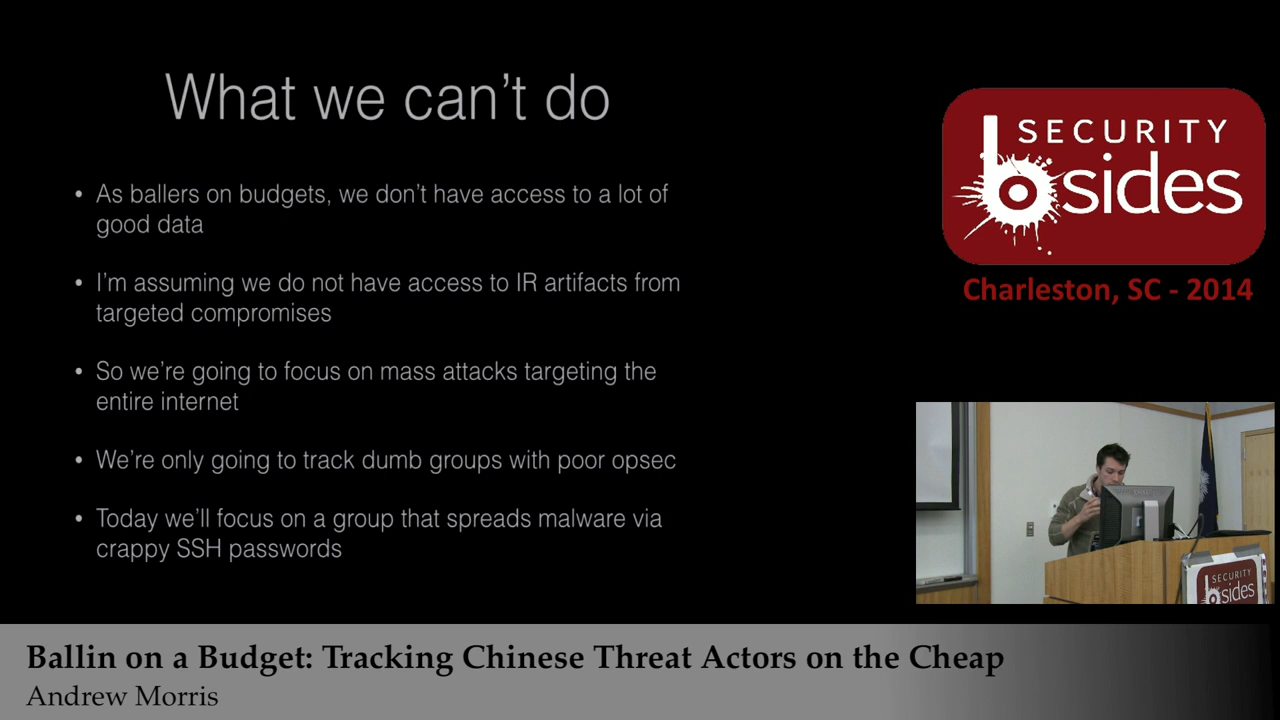 What we can't do
• As ballers on budgets, we don't have access to a lot of
good data
• I'm assuming we do not have access to IR artifacts from
targeted compromises
• So we're going to focus on mass attacks targeting the
entire internet
• We're only going to track dumb groups with poor opsec
• Today we'll focus on a group that spreads malware via
crappy SSH passwords
SECURITY
bsides
Charleston, SC - 2014
SECURITY
bsides
Ballin on a Budget: Tracking Chinese Threat Actors on the Cheap
Andrew Morris